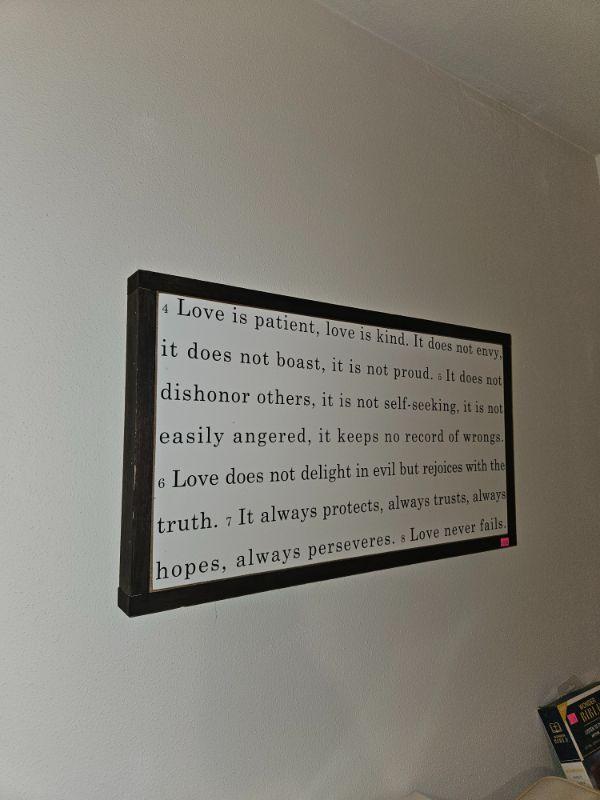 4 Love is patient, love is kind. It does not envy,
it does not boast, it is not proud. 5 It does not
dishonor others, it is not self-seeking, it is not
easily angered, it keeps no record of wrongs.
6 Love does not delight in evil but rejoices with the
truth. 7 It always protects, always trusts, always
hopes, always perseveres. 8 Love never fails.
WONDER
BIBLE